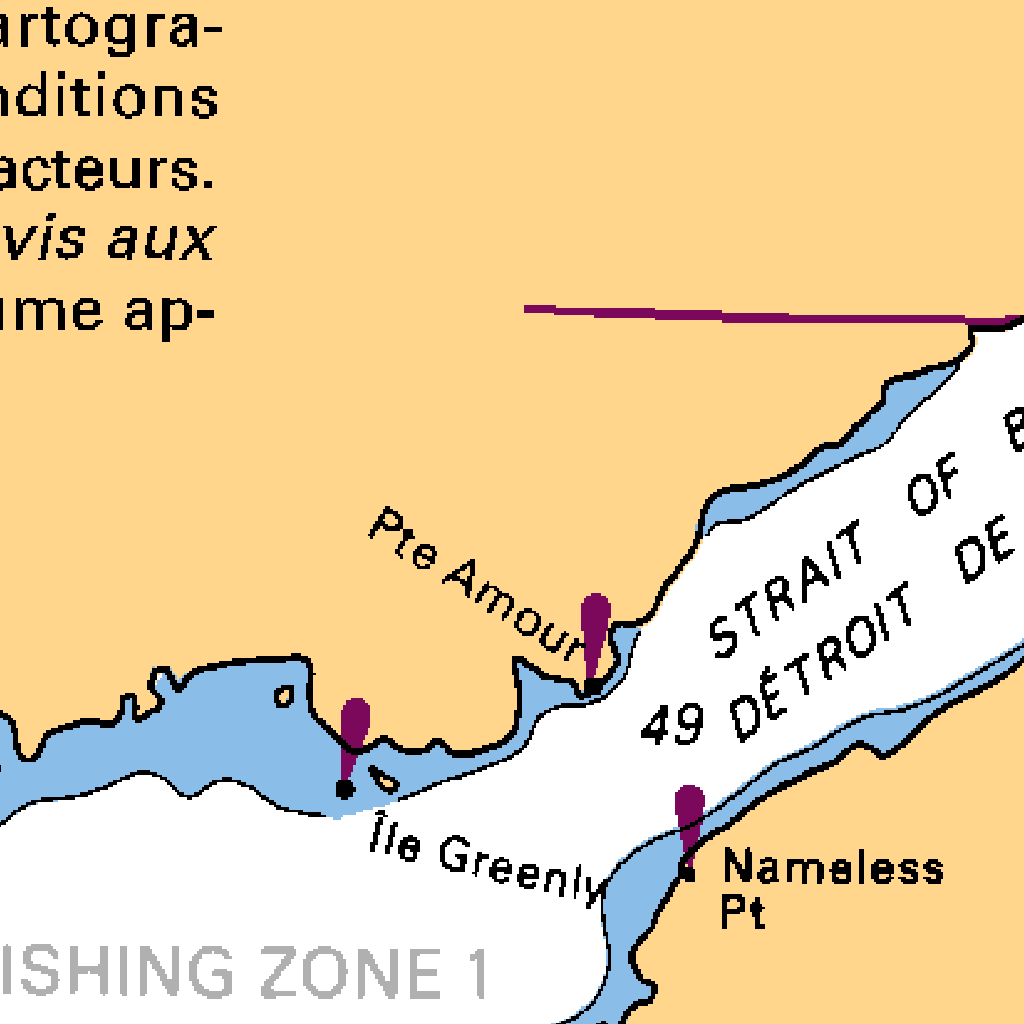 artogra-
nditions
acteurs.
vis aux
ume ap-
Pte Amour
STRAIT OF B
DÉTROIT DE
49
Île Greenly
Nameless
Pt
ISHING ZONE 1